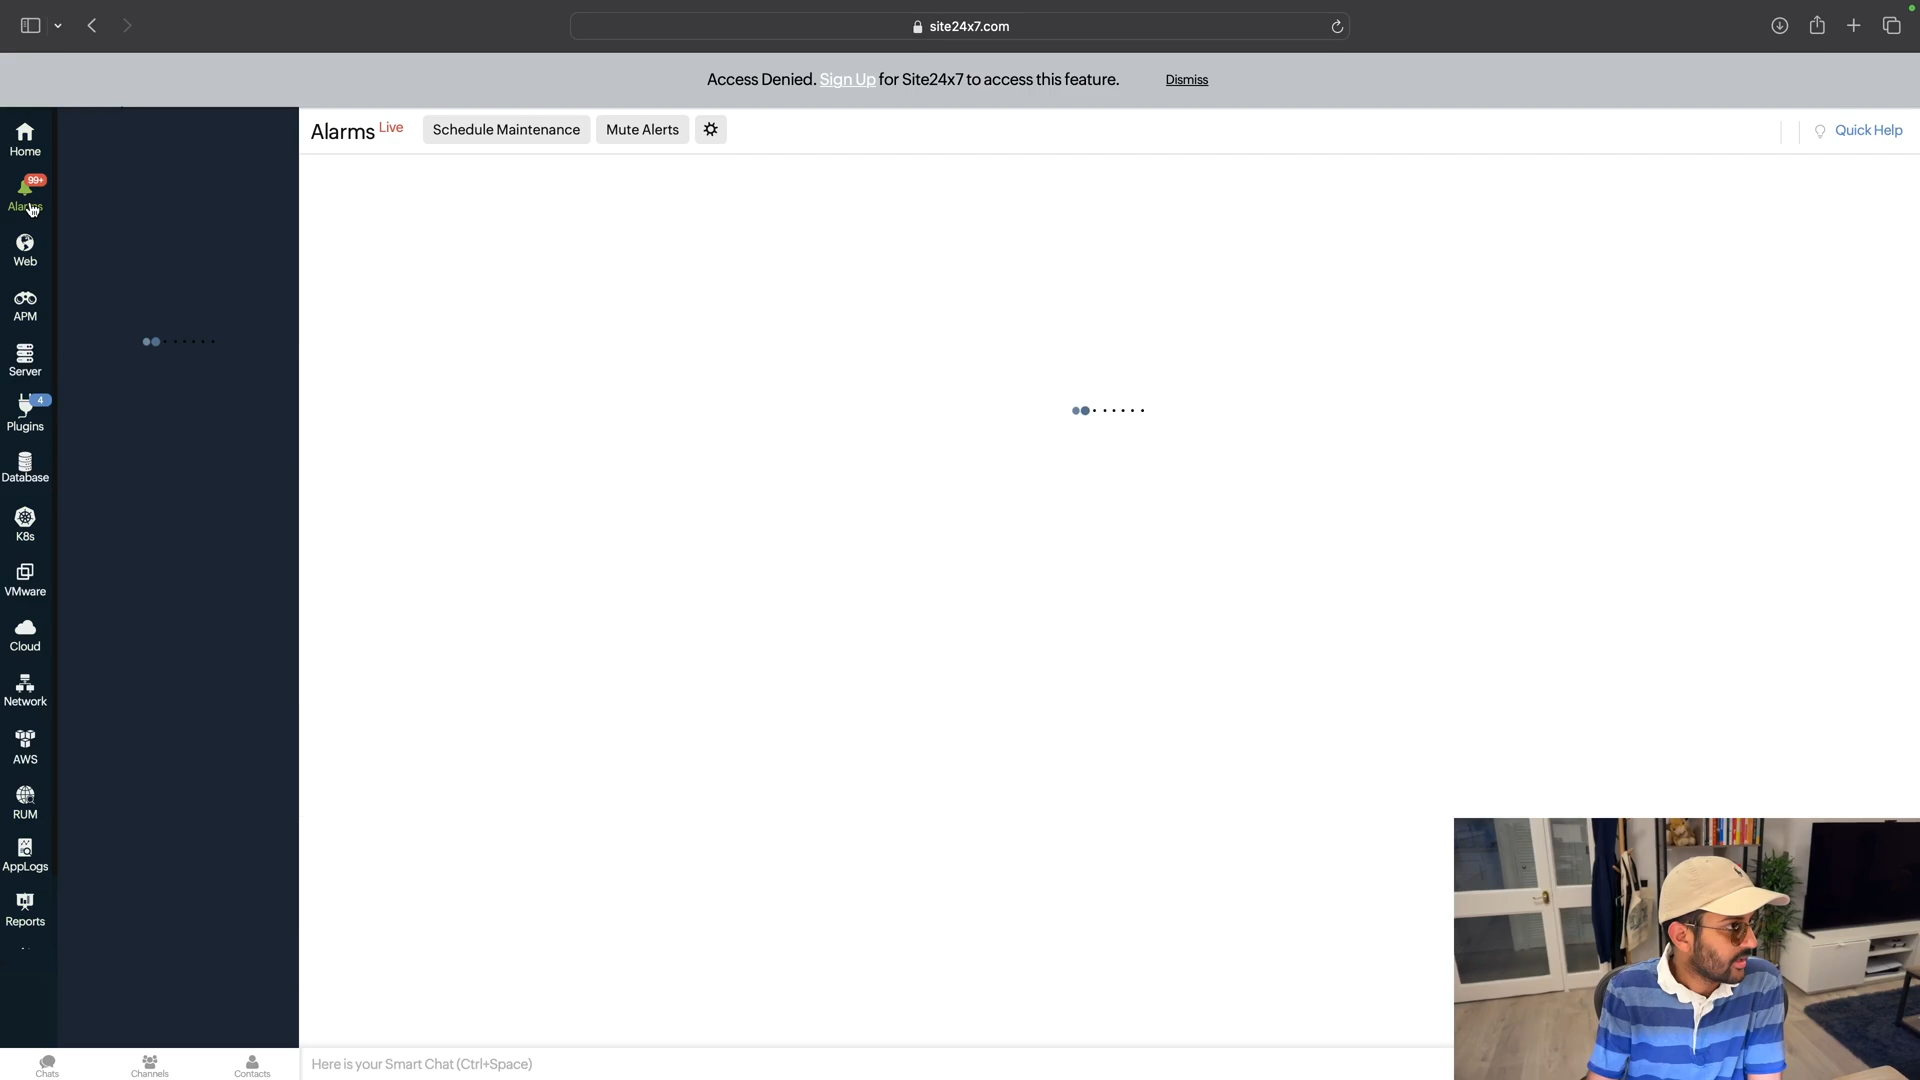 site24x7.com
Access Denied. Sign Up for Site24x7 to access this feature. Dismiss
Home
99+
Alarms
Web
APM
Server
4
Plugins
Database
K8s
VMware
Cloud
Network
AWS
RUM
AppLogs
Reports
Alarms Live
Schedule Maintenance
Mute Alerts
Quick Help
Chats
Channels
Contacts
Here is your Smart Chat (Ctrl+Space)